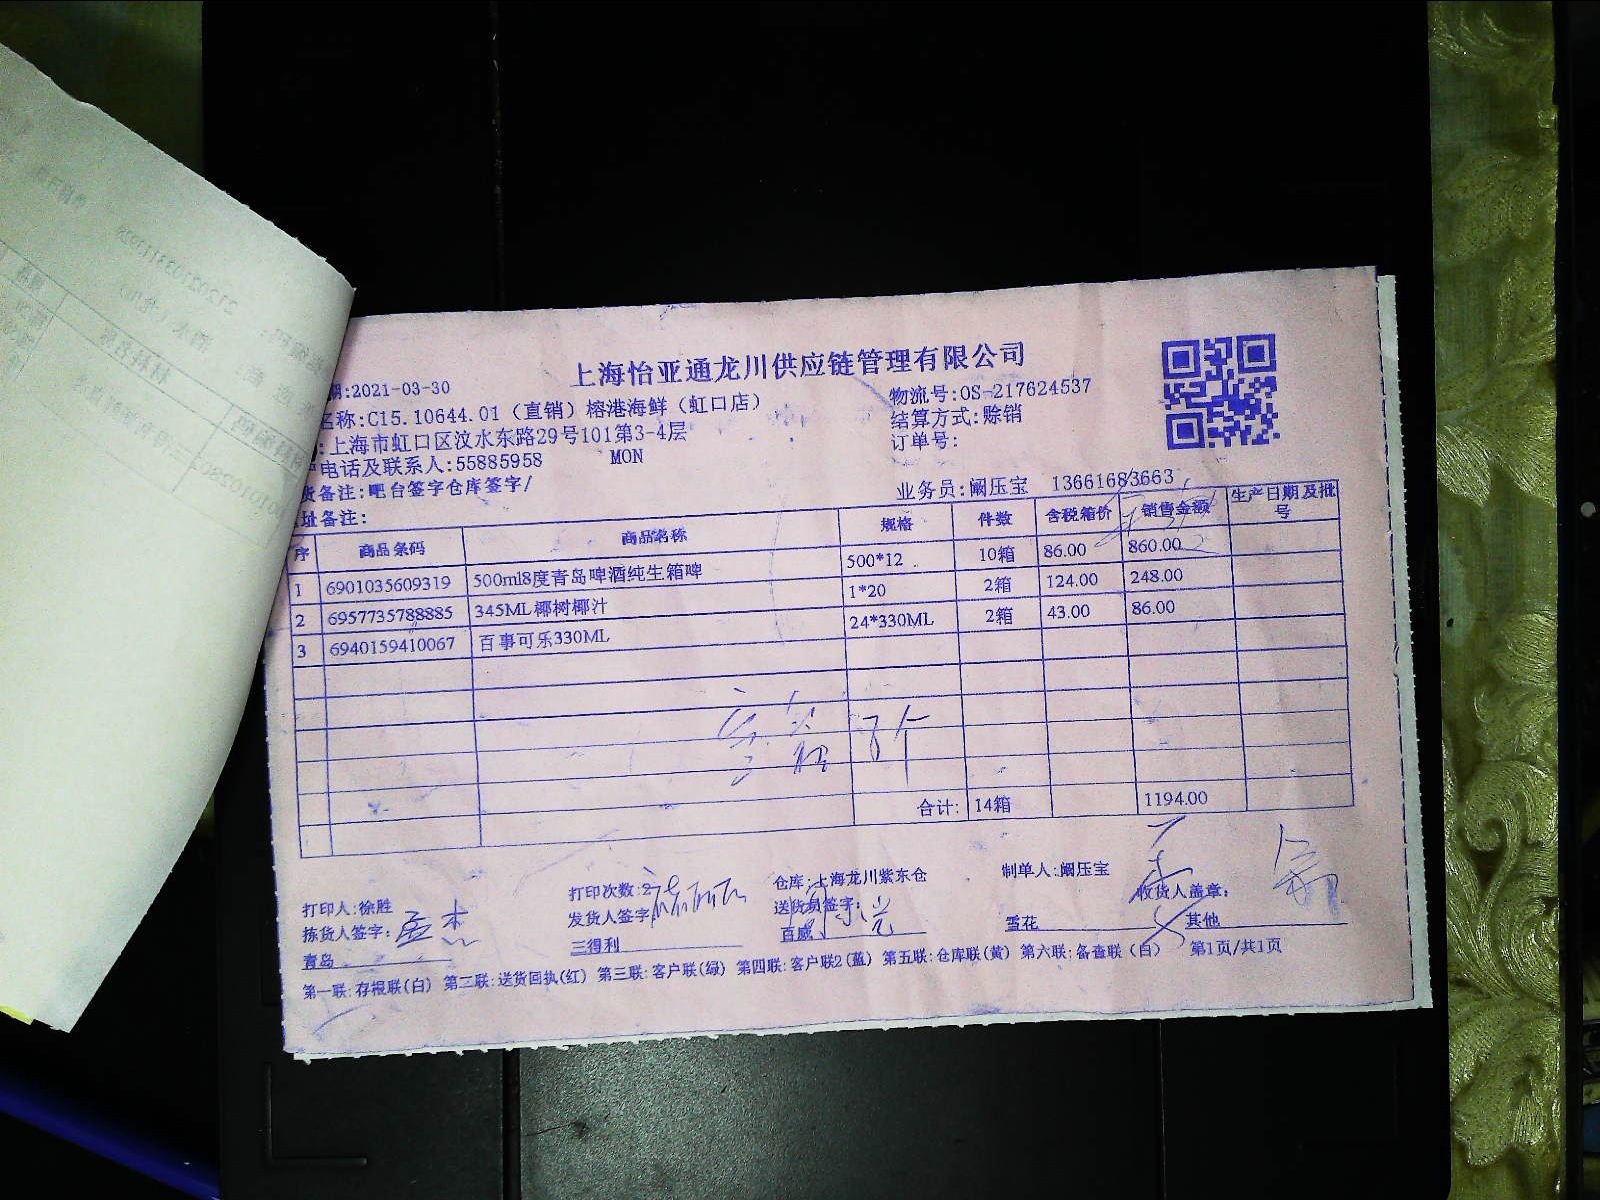 上海怡亚通龙川供应链管理有限公司
期:2021-03-30
物流号:OS-217624537
名称:C15.10644.01（直销）榕港海鲜（虹口店）
结算方式:赊销
:上海市虹口区汶水东路29号101第3-4层
订单号:
电话及联系人:55885958 MON
货备注:吧台签字仓库签字/
业务员:阚压宝 13661683663
址备注:
序 商品条码 商品名称 规格 件数 含税箱价 销售金额 生产日期及批号
1 6901035609319 500ml8度青岛啤酒纯生箱啤 500*12 10箱 86.00 860.00
2 6957735788885 345ML椰树椰汁 1*20 2箱 124.00 248.00
3 6940159410067 百事可乐330ML 24*330ML 2箱 43.00 86.00
合计: 14箱 1194.00
打印人:徐胜 打印次数:2 仓库:上海龙川紫东仓 制单人:阚压宝
拣货人签字: 发货人签字 送货员签字: 收货人盖章:
青岛 三得利 百威 雪花 其他
第一联:存根联(白) 第二联:送货回执(红) 第三联:客户联(绿) 第四联:客户联2(蓝) 第五联:仓库联(黄) 第六联:备查联（白） 第1页/共1页